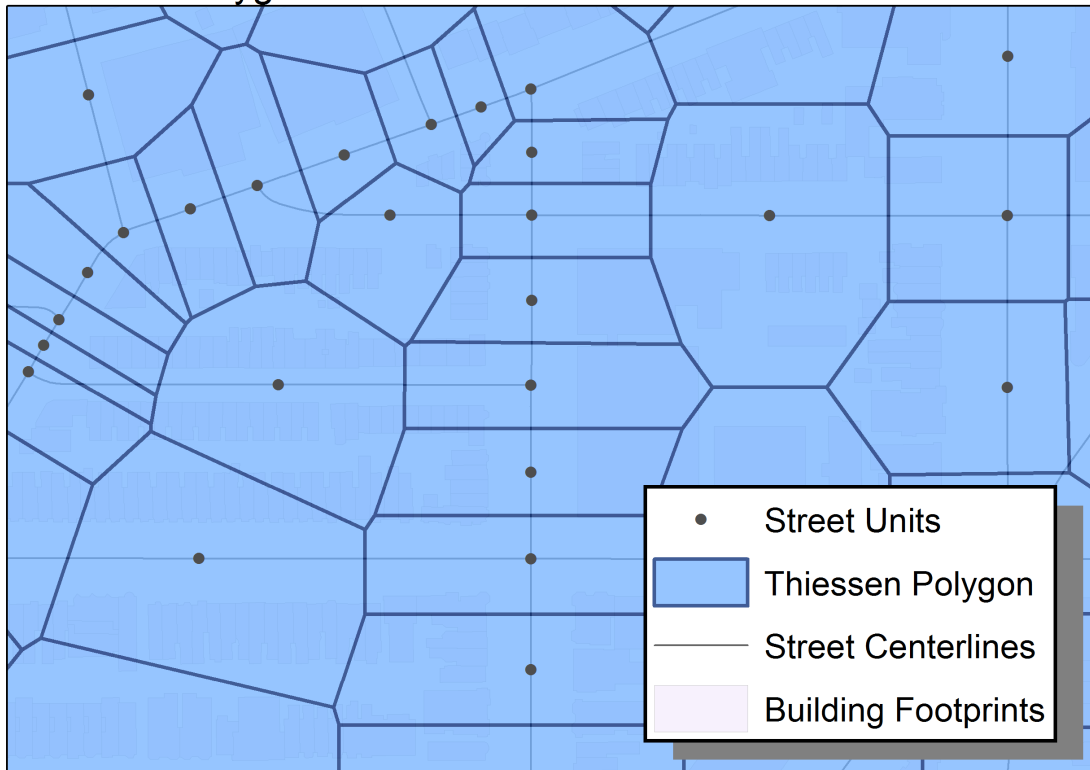 Street Units
Thiessen Polygon
Street Centerlines
Building Footprints